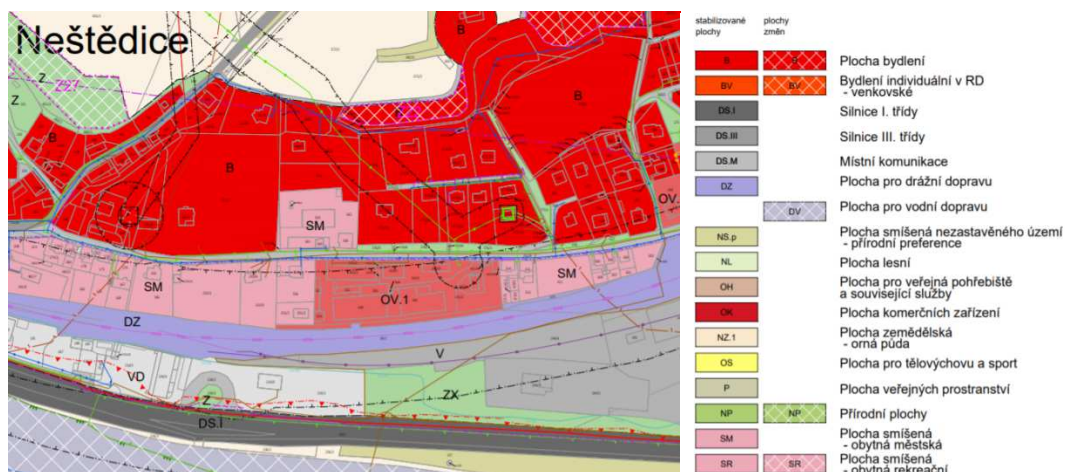 Neštědice
B
Z
Z
B
B
B
SM
OV.
SM
OV.1
SM
DZ
V
VD
Z
ZX
DS.I
stabilizované
plochy
plochy
změn
B B Plocha bydlení
BV BV Bydlení individuální v RD
- venkovské
DS.I Silnice I. třídy
DS.III Silnice III. třídy
DS.M Místní komunikace
DZ Plocha pro drážní dopravu
DV Plocha pro vodní dopravu
NS.p Plocha smíšená nezastavěného území
- přírodní preference
NL Plocha lesní
OH Plocha pro veřejná pohřebiště
a související služby
OK Plocha komerčních zařízení
NZ.1 Plocha zemědělská
- orná půda
OS Plocha pro tělovýchovu a sport
P Plocha veřejných prostranství
NP NP Přírodní plochy
SM Plocha smíšená
- obytná městská
SR SR Plocha smíšená
- obytná rekreační